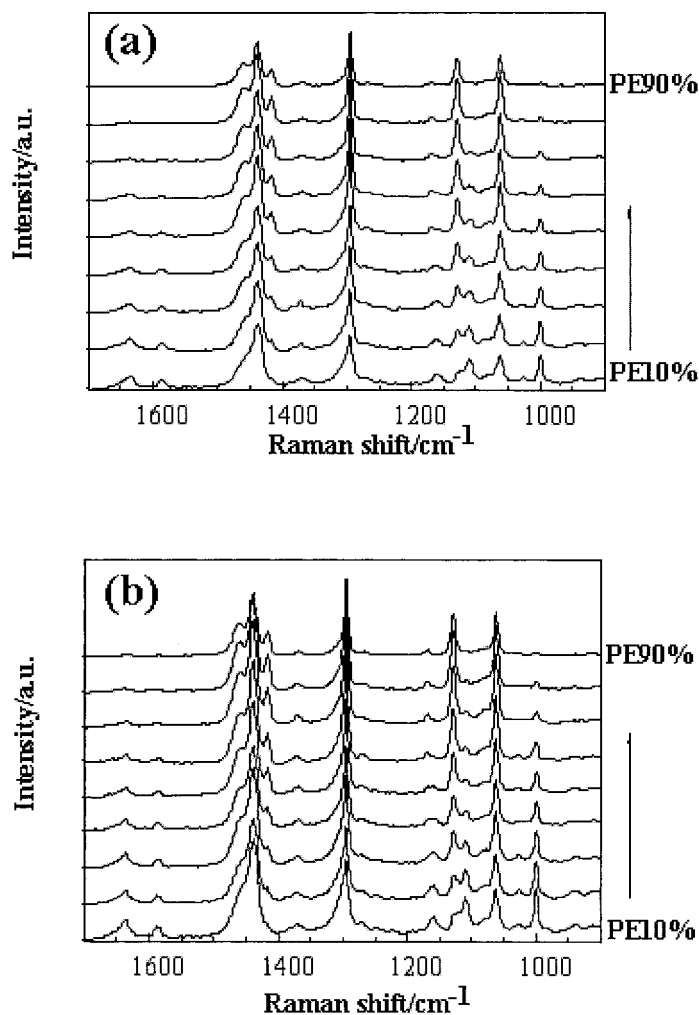 (a)
PE90%
Intensity/a.u.
PE10%
1600 1400 1200 1000
Raman shift/cm-1
(b)
PE90%
Intensity/a.u.
PE10%
1600 1400 1200 1000
Raman shift/cm-1